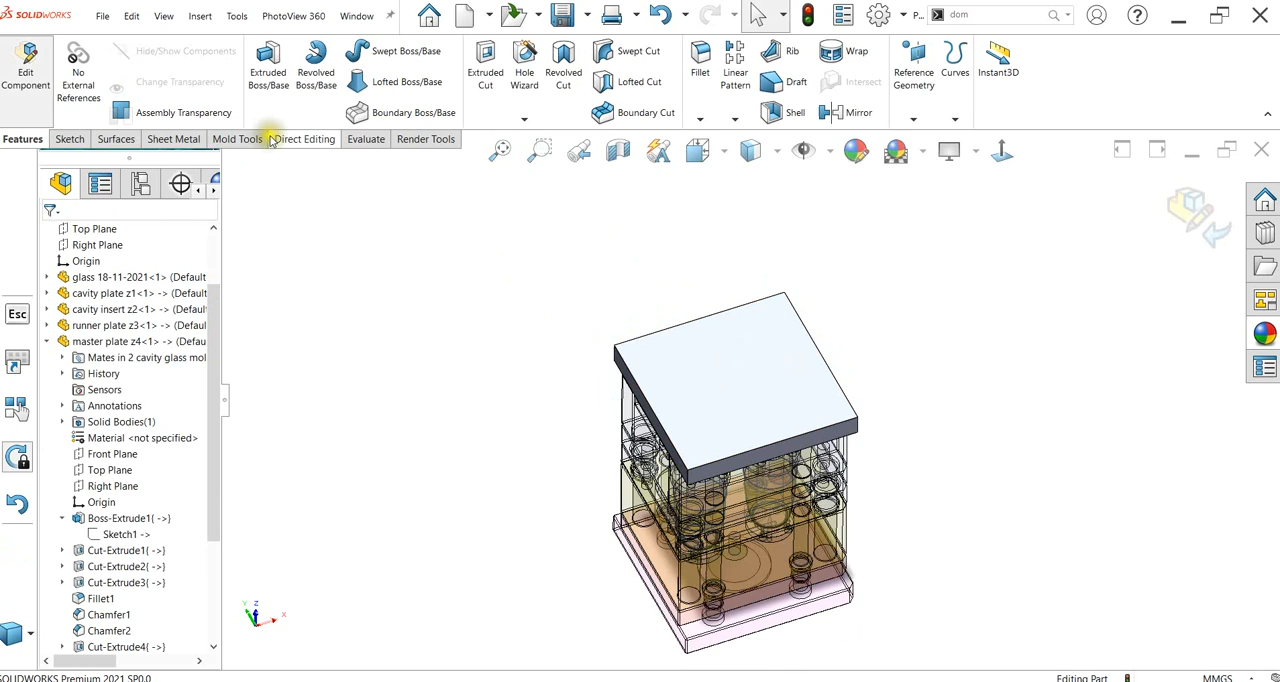 SOLIDWORKS File Edit View Insert Tools PhotoView 360 Window P... dom
Edit Component
No External References
Hide/Show Components
Change Transparency
Assembly Transparency
Extruded Boss/Base
Revolved Boss/Base
Swept Boss/Base
Lofted Boss/Base
Boundary Boss/Base
Extruded Cut
Hole Wizard
Revolved Cut
Swept Cut
Lofted Cut
Boundary Cut
Fillet
Linear Pattern
Rib
Draft
Shell
Wrap
Intersect
Mirror
Reference Geometry
Curves
Instant3D
Features Sketch Surfaces Sheet Metal Mold Tools Direct Editing Evaluate Render Tools
Top Plane
Right Plane
Origin
glass 18-11-2021<1> (Default
cavity plate z1<1> -> (Defaul
cavity insert z2<1> -> (Defau
runner plate z3<1> -> (Defau
master plate z4<1> -> (Defau
Mates in 2 cavity glass mol
History
Sensors
Annotations
Solid Bodies(1)
Material <not specified>
Front Plane
Top Plane
Right Plane
Origin
Boss-Extrude1{ ->}
Sketch1 ->
Cut-Extrude1{ ->}
Cut-Extrude2{ ->}
Cut-Extrude3{ ->}
Fillet1
Chamfer1
Chamfer2
Cut-Extrude4{ ->}
Esc
Y Z X
SOLIDWORKS Premium 2021 SP0.0 Editing Part MMGS